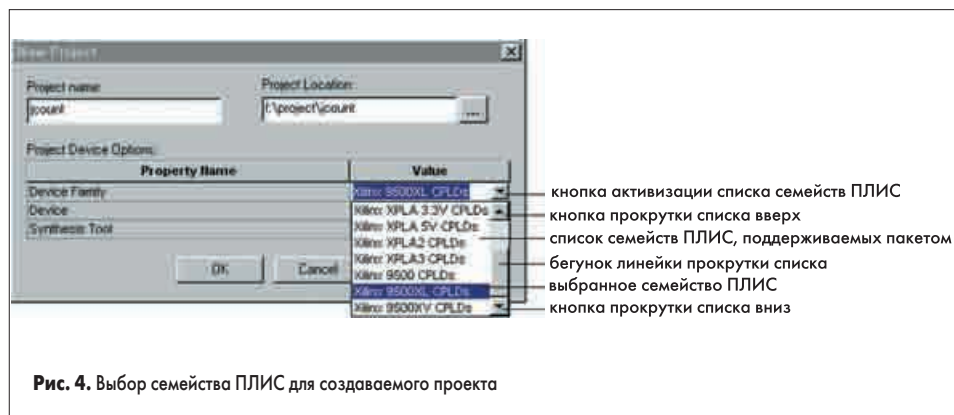 New Project
Project name:
jcount
Project Location:
f:\project\jcount
...
Project Device Options:
Property Name
Value
Device Family
Xilinx 9500XL CPLDs
Device
Synthesis Tool
Xilinx XPLA 3.3V CPLDs
Xilinx XPLA 5V CPLDs
Xilinx XPLA2 CPLDs
Xilinx XPLA3 CPLDs
Xilinx 9500 CPLDs
Xilinx 9500XL CPLDs
Xilinx 9500XV CPLDs
OK
Cancel
кнопка активизации списка семейств ПЛИС
кнопка прокрутки списка вверх
список семейств ПЛИС, поддерживаемых пакетом
бегунок линейки прокрутки списка
выбранное семейство ПЛИС
кнопка прокрутки списка вниз
Рис. 4. Выбор семейства ПЛИС для создаваемого проекта